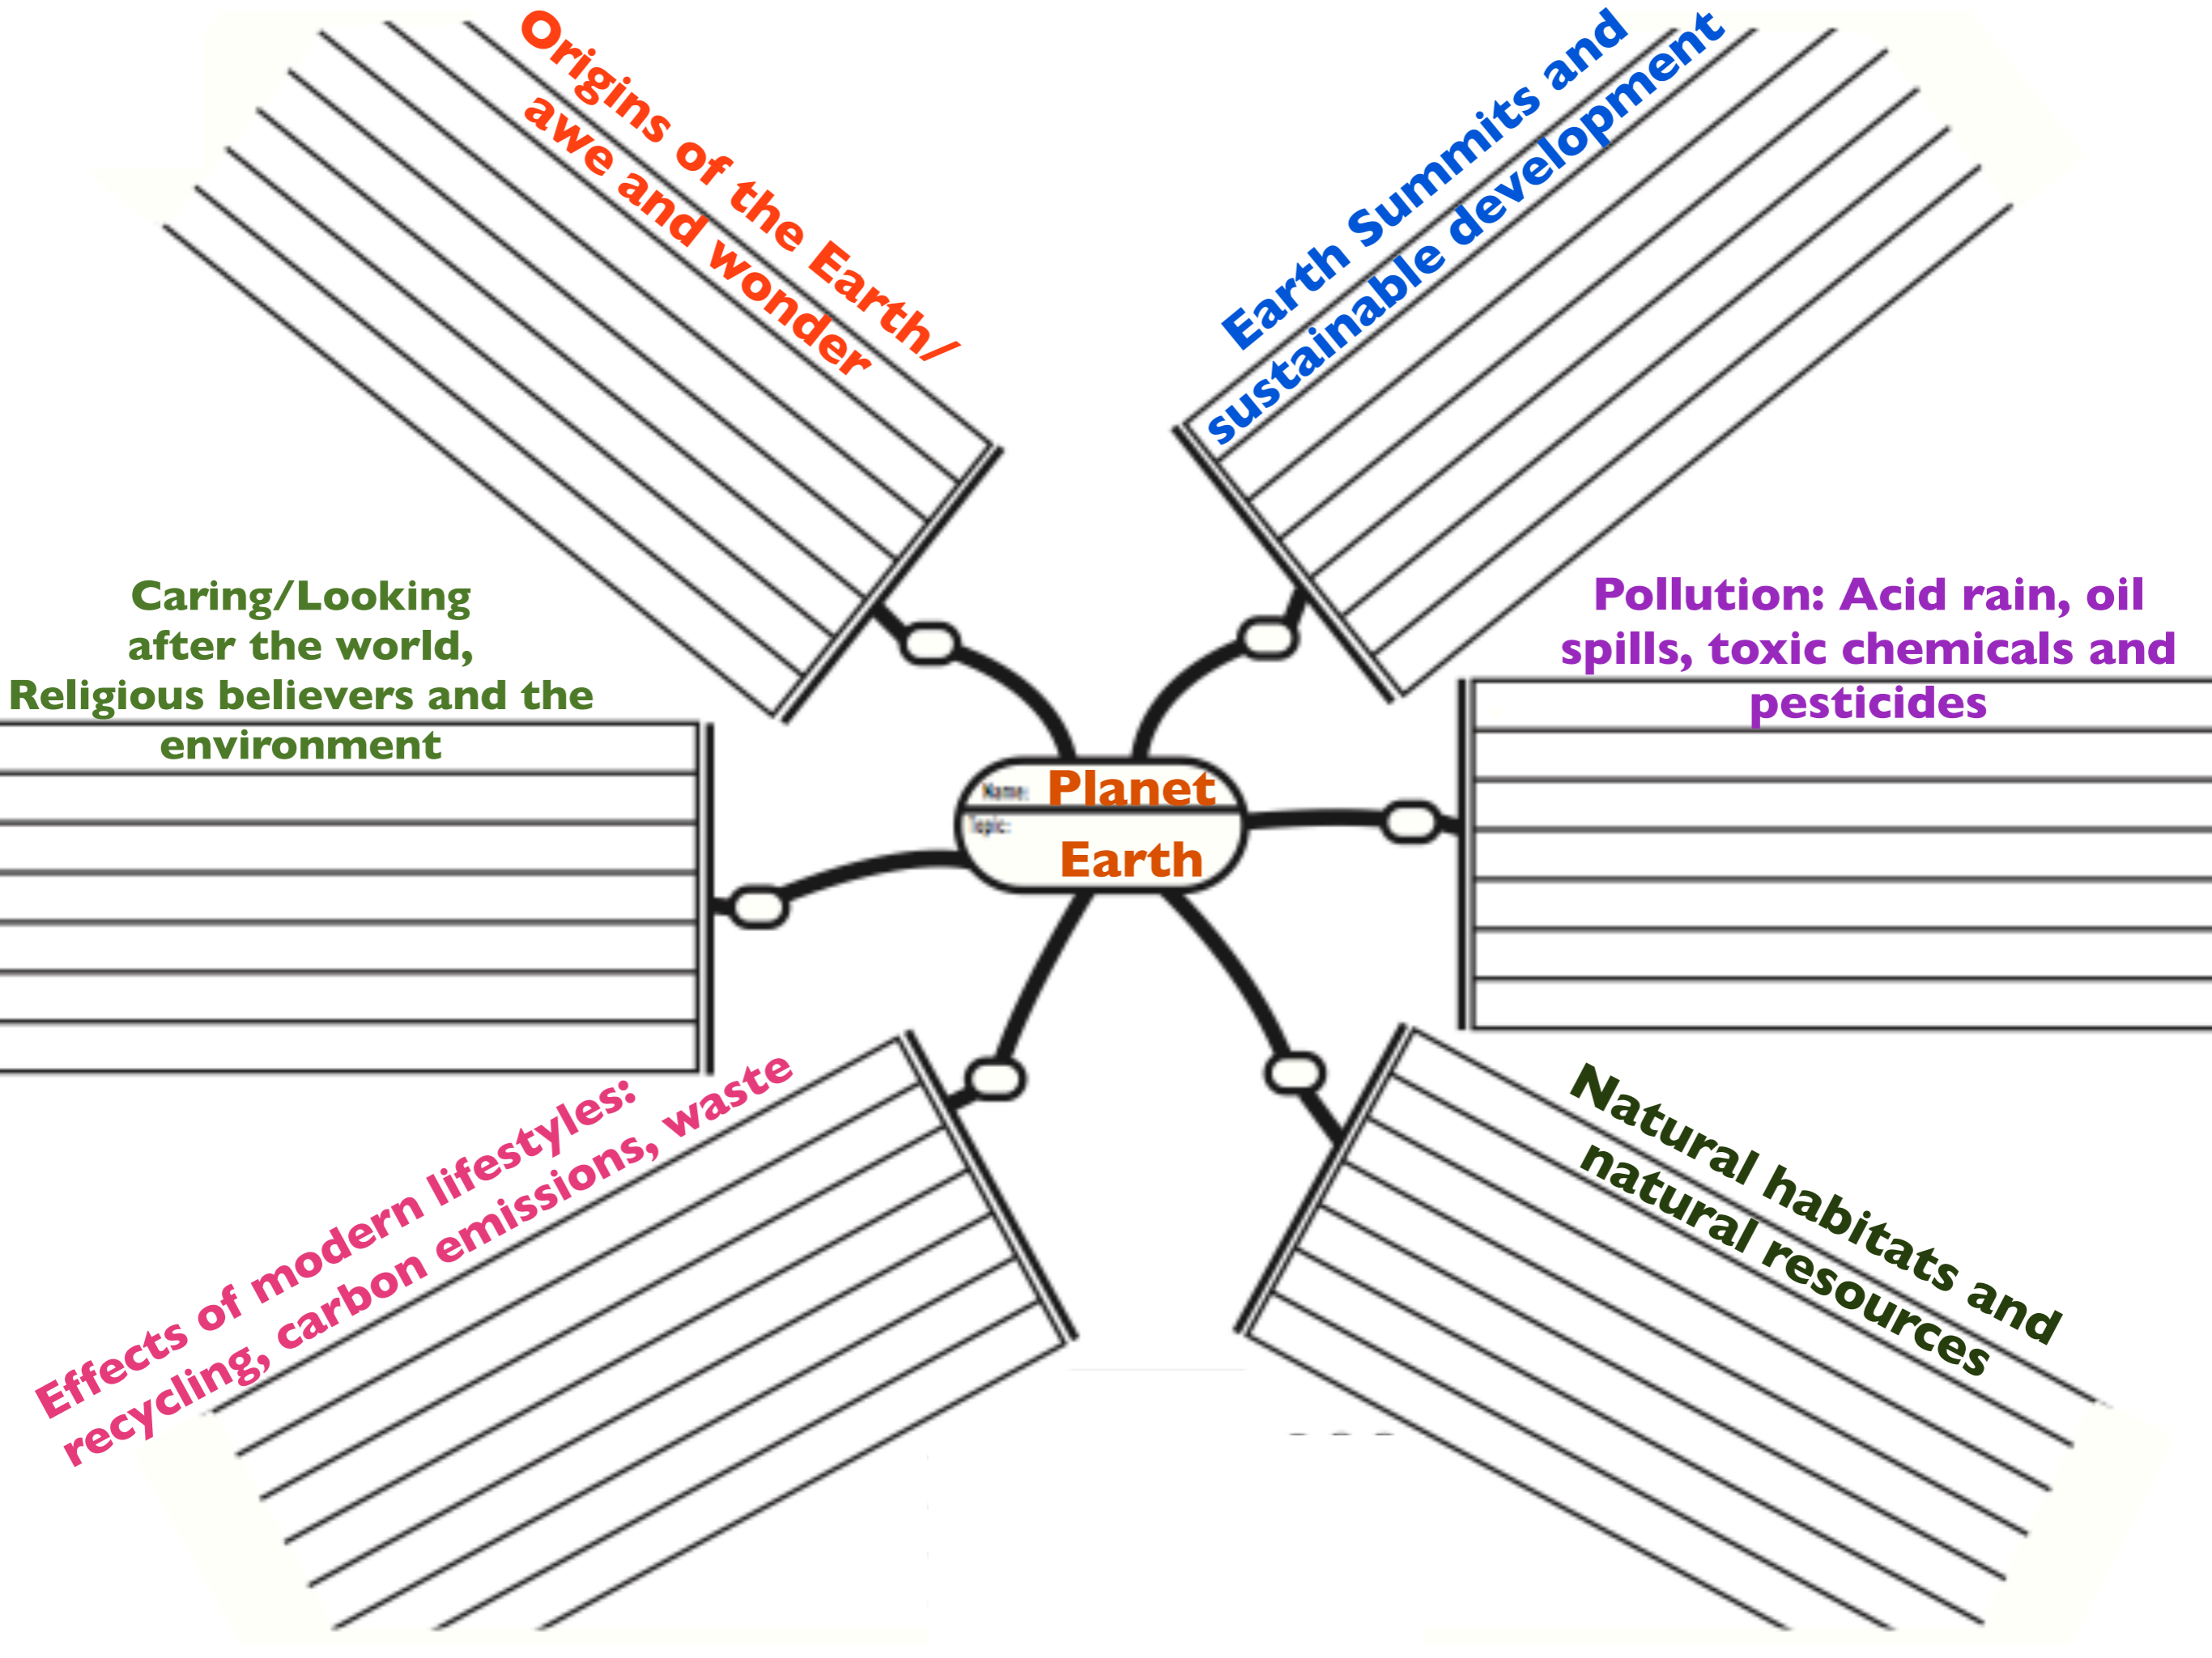 Origins of the Earth/
awe and wonder
Earth Summits and
sustainable development
Caring/Looking
after the world,
Religious believers and the
environment
Pollution: Acid rain, oil
spills, toxic chemicals and
pesticides
Name: Planet
Topic:
Earth
Effects of modern lifestyles:
recycling, carbon emissions, waste
Natural habitats and
natural resources